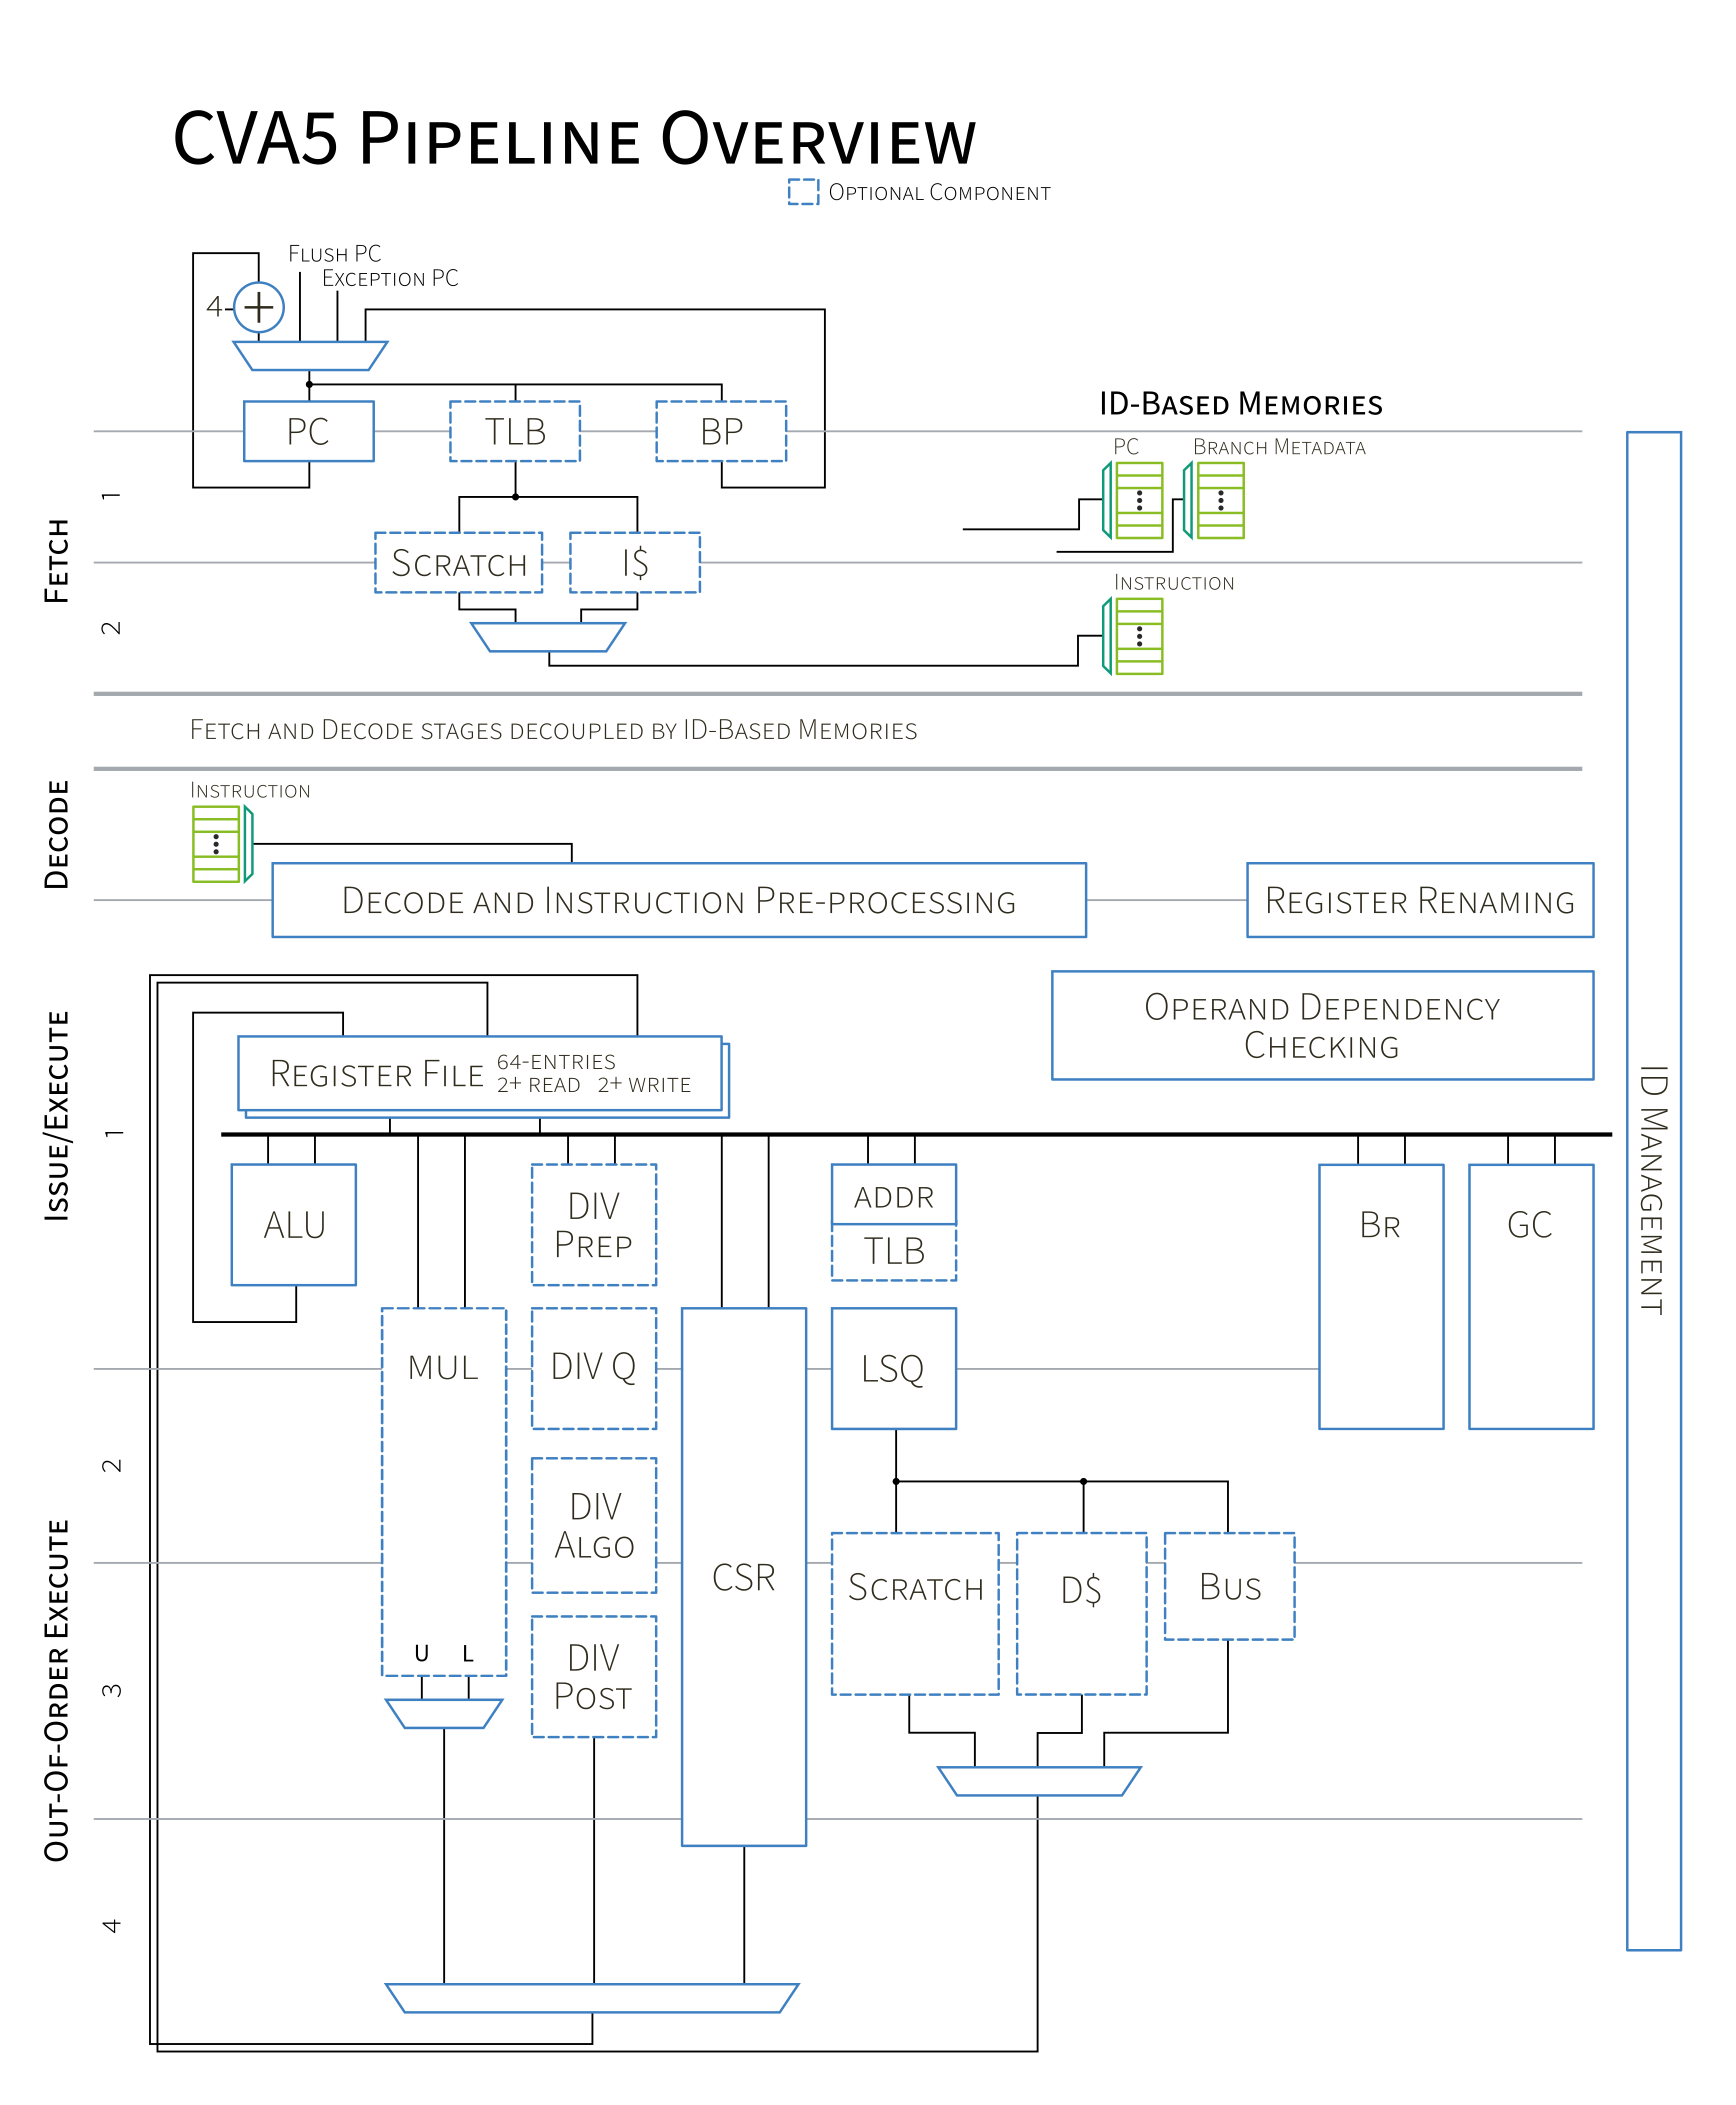 CVA5 Pipeline Overview
Optional Component
Flush PC
Exception PC
4
PC
TLB
BP
ID-Based Memories
PC
Branch Metadata
1
Fetch
Scratch
I$
Instruction
2
Fetch and Decode stages decoupled by ID-Based Memories
Decode
Instruction
Decode and Instruction Pre-processing
Register Renaming
Operand Dependency
Checking
Issue/Execute
Register File
64-entries
2+ read 2+ write
1
ID Management
ALU
DIV
Prep
addr
TLB
Br
GC
MUL
DIV Q
LSQ
2
DIV
Algo
CSR
Scratch
D$
Bus
Out-Of-Order Execute
U L
DIV
Post
3
4